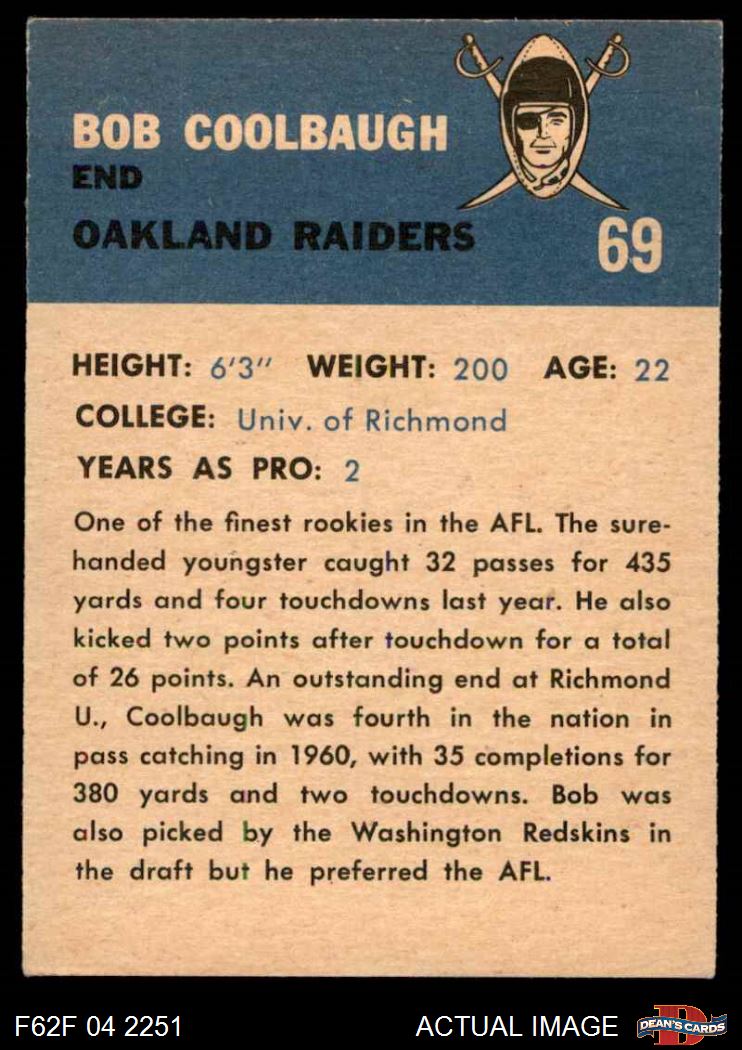 BOB COOLBAUGH
END
OAKLAND RAIDERS
69
HEIGHT: 6'3" WEIGHT: 200 AGE: 22
COLLEGE: Univ. of Richmond
YEARS AS PRO: 2
One of the finest rookies in the AFL. The sure-
handed youngster caught 32 passes for 435
yards and four touchdowns last year. He also
kicked two points after touchdown for a total
of 26 points. An outstanding end at Richmond
U., Coolbaugh was fourth in the nation in
pass catching in 1960, with 35 completions for
380 yards and two touchdowns. Bob was
also picked by the Washington Redskins in
the draft but he preferred the AFL.
F62F 04 2251
ACTUAL IMAGE
D
DEAN'S CARDS